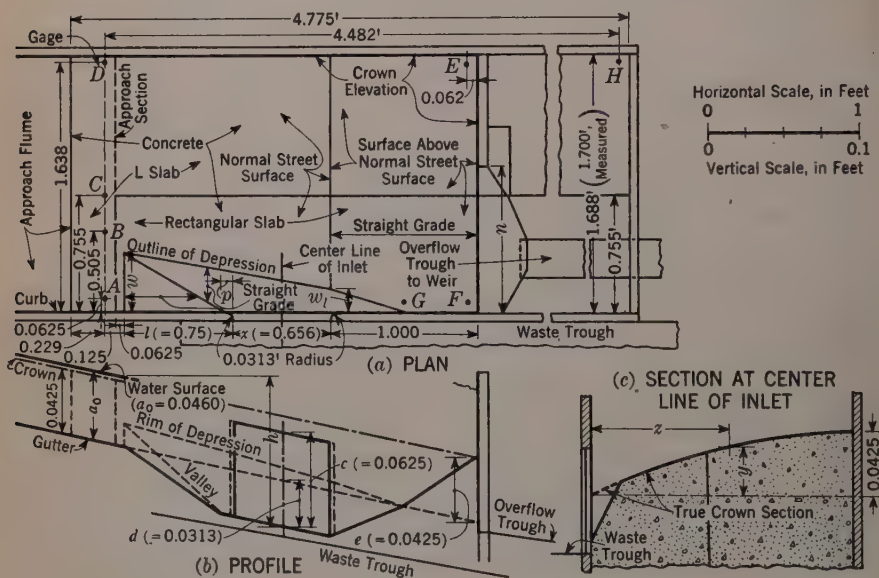 4.775'
4.482'
Gage
D
E
H
Crown
Elevation
0.062
Approach
Section
Horizontal Scale, in Feet
0 1
0 0.1
Vertical Scale, in Feet
Approach Flume
1.638
Concrete
L Slab
C
Normal Street
Surface
Surface Above
Normal Street
Surface
1.688' (1.700', Measured)
Rectangular Slab
Straight Grade
n
0.755
0.505
B
Outline of Depression
Center Line
of Inlet
Overflow
Trough
to Weir
0.755'
A
w
p
Straight
Grade
w₁
G
F
Curb
0.0625
0.229
0.125
0.0625
l (= 0.75)
x (= 0.656)
1.000
Waste Trough
0.0313' Radius
(a) PLAN
(c) SECTION AT CENTER
LINE OF INLET
Crown
Water Surface
(a₀ = 0.0460)
0.0425
a₀
h
Rim of Depression
Gutter
Valley
c (= 0.0625)
d (= 0.0313)
e (= 0.0425)
Overflow
Trough
Waste Trough
(b) PROFILE
z
y
0.0425
True Crown Section
Waste
Trough